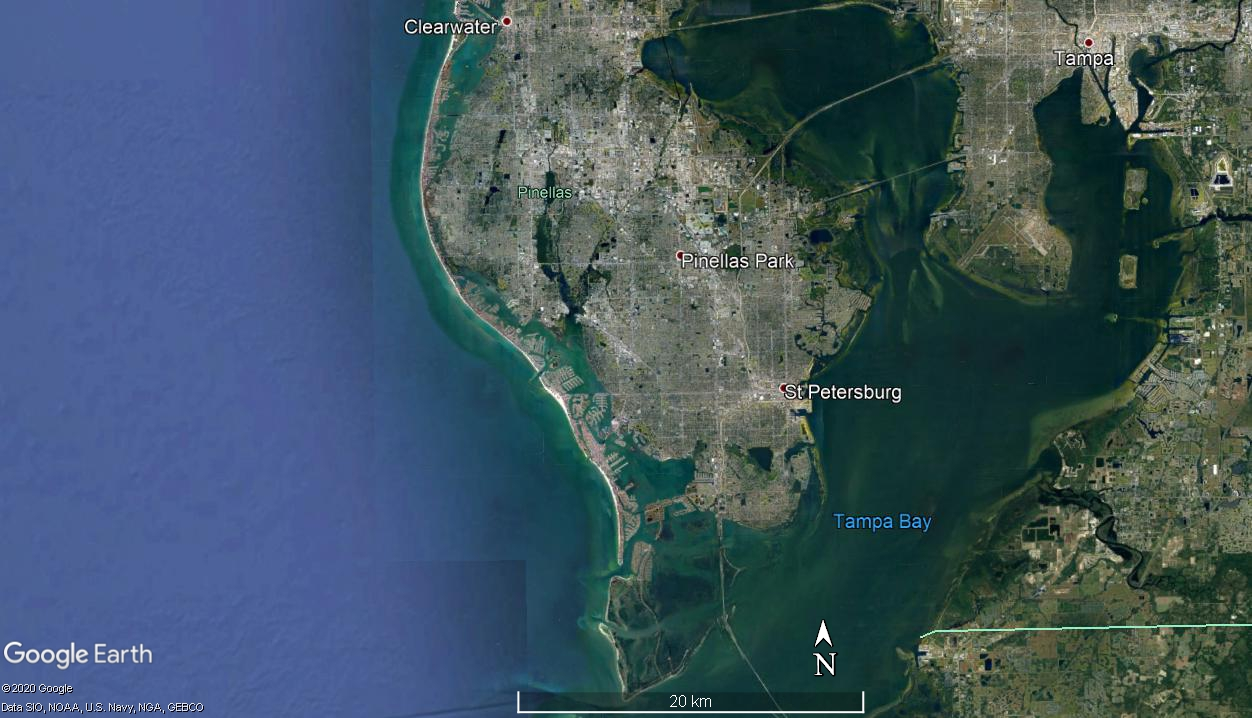 Clearwater
Tampa
Pinellas
Pinellas Park
St Petersburg
Tampa Bay
N
Google Earth
©2020 Google
20 km
Data SIO, NOAA, U.S. Navy, NGA, GEBCO